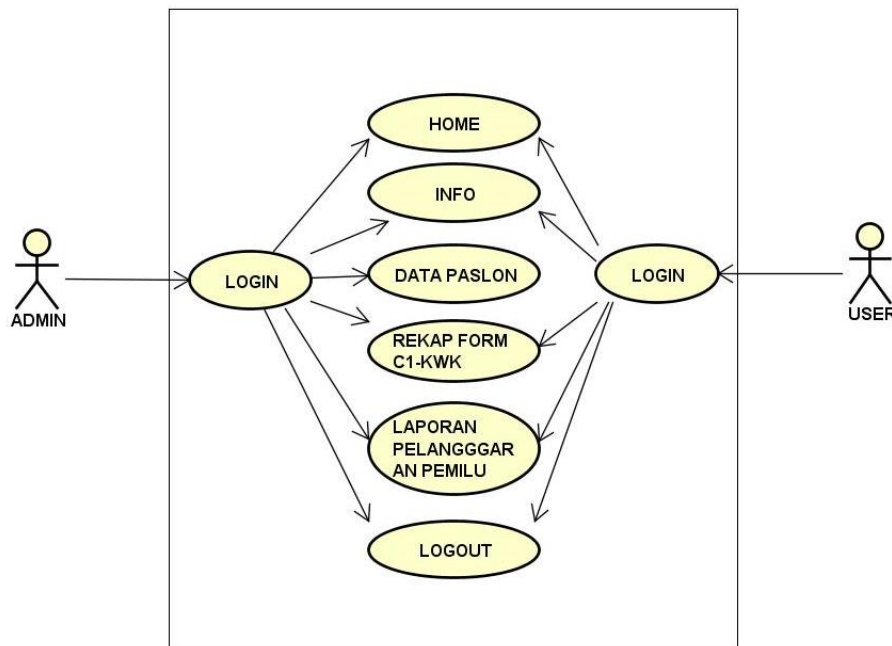 HOME
INFO
ADMIN
LOGIN
DATA PASLON
LOGIN
USER
REKAP FORM
C1-KWK
LAPORAN
PELANGGGAR
AN PEMILU
LOGOUT